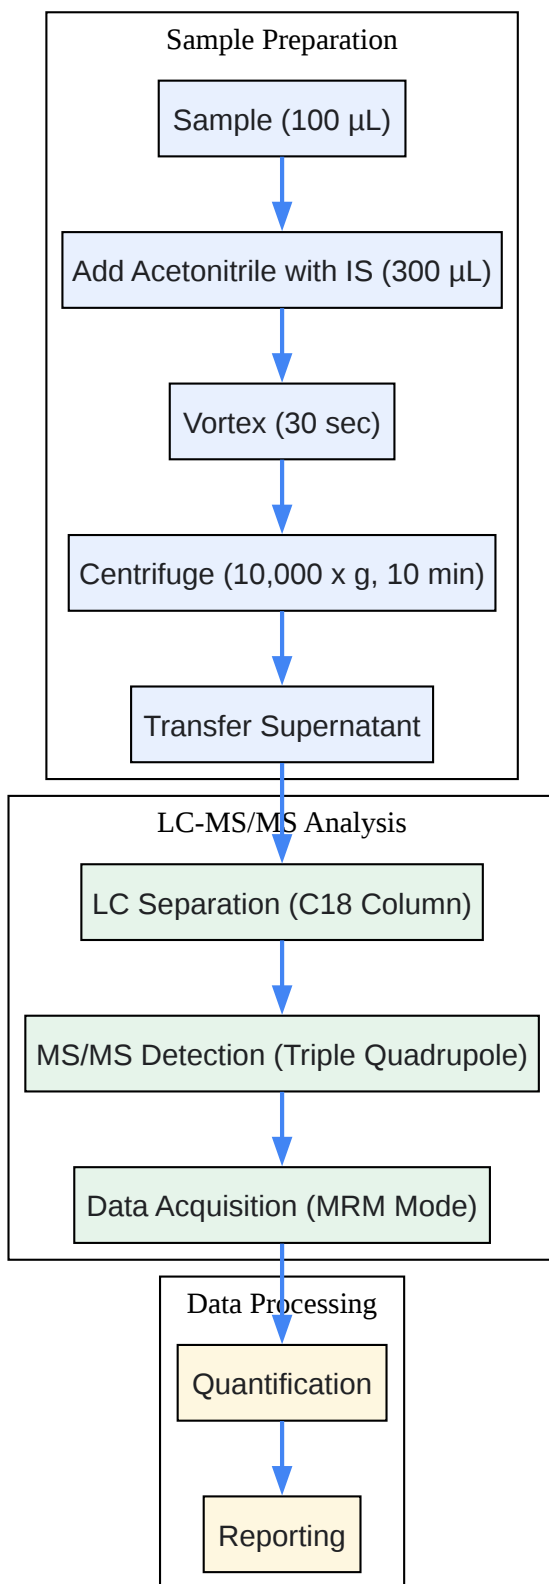 Sample Preparation
Sample (100 µL)
Add Acetonitrile with IS (300 µL)
Vortex (30 sec)
Centrifuge (10,000 x g, 10 min)
Transfer Supernatant
LC-MS/MS Analysis
LC Separation (C18 Column)
MS/MS Detection (Triple Quadrupole)
Data Acquisition (MRM Mode)
Data Processing
Quantification
Reporting